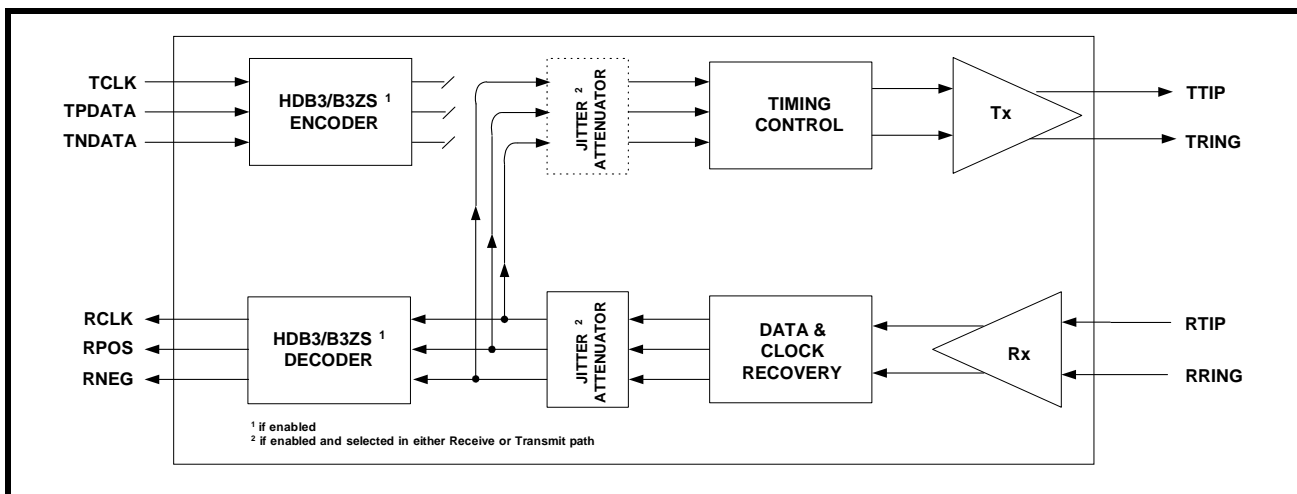 TCLK
TPDATA
TNDATA
HDB3/B3ZS 1
ENCODER
JITTER 2
ATTENUATOR
TIMING
CONTROL
Tx
TTIP
TRING
RCLK
RPOS
RNEG
HDB3/B3ZS 1
DECODER
JITTER 2
ATTENUATOR
DATA &
CLOCK
RECOVERY
Rx
RTIP
RRING
1 if enabled
2 if enabled and selected in either Receive or Transmit path